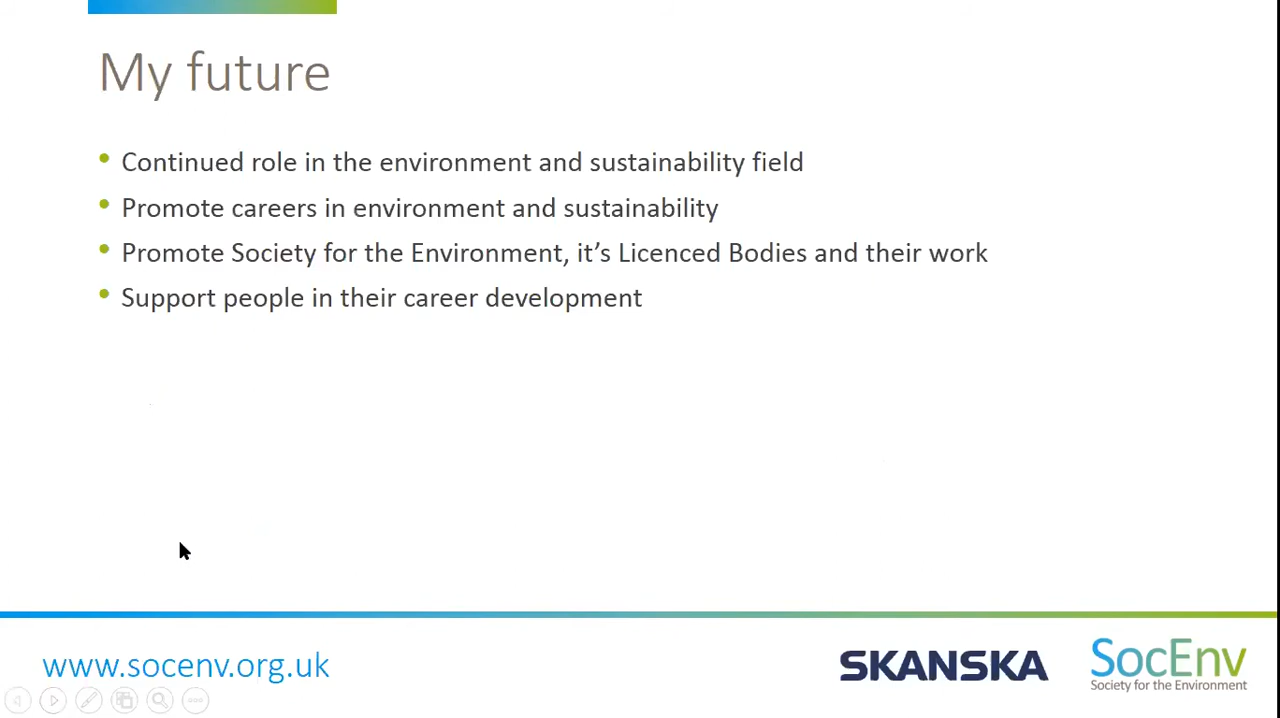 My future
• Continued role in the environment and sustainability field
• Promote careers in environment and sustainability
• Promote Society for the Environment, it’s Licenced Bodies and their work
• Support people in their career development
www.socenv.org.uk
SKANSKA
SocEnv
Society for the Environment